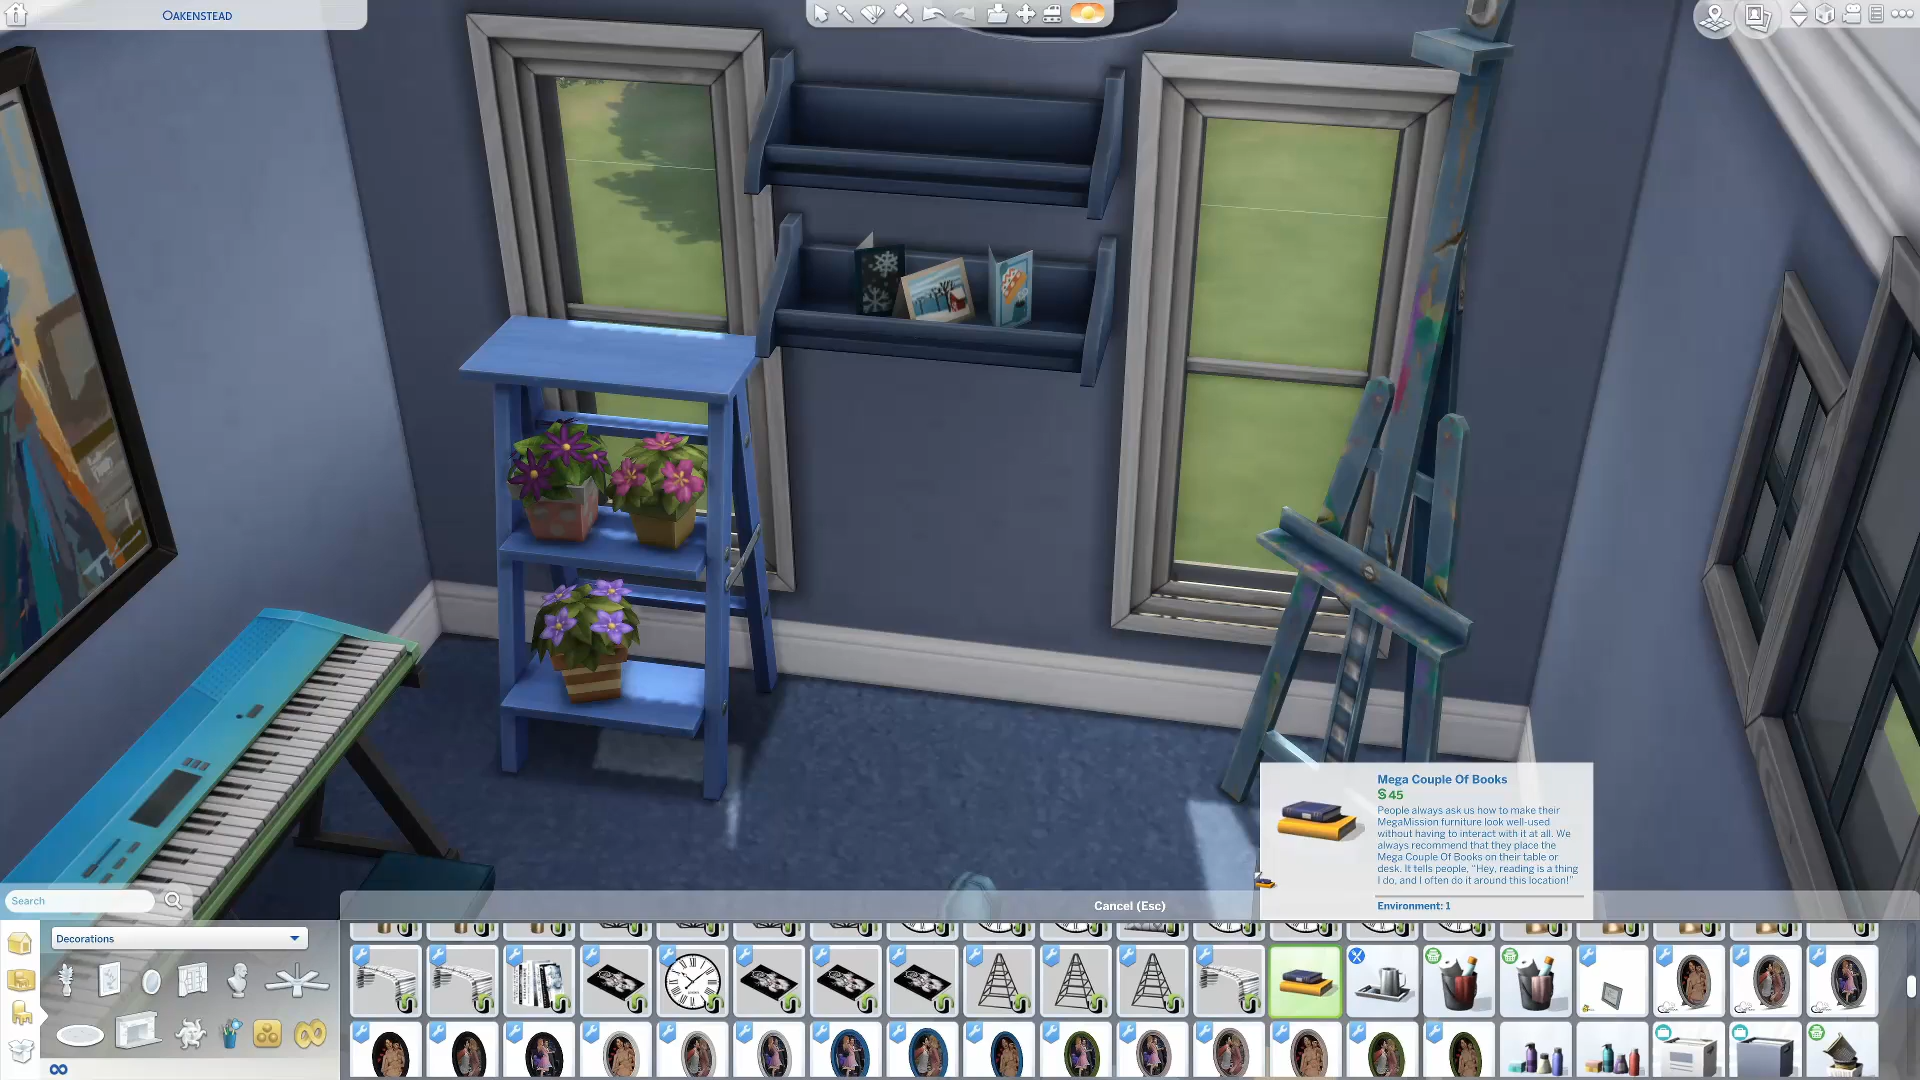 OAKENSTEAD
Mega Couple Of Books
§45
People always ask us how to make their
MegaMission furniture look well-used
without having to interact with it at all. We
always recommend that they place the
Mega Couple Of Books on their table or
desk. It tells people, "Hey, reading is a thing
I do, and I often do it around this location!"
Environment: 1
Search
Cancel (Esc)
Decorations